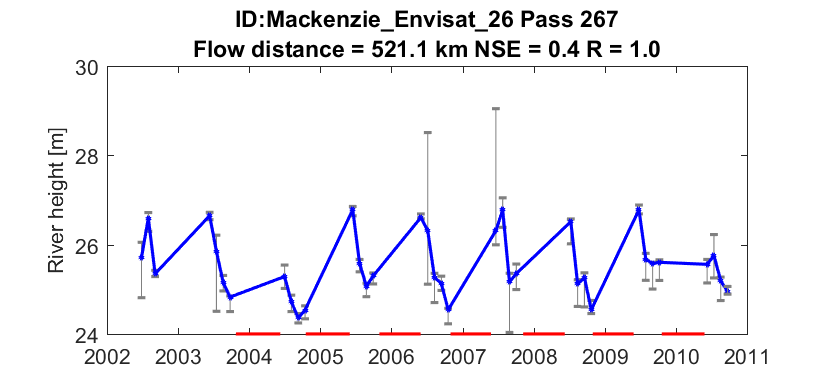 ID:Mackenzie_Envisat_26 Pass 267
Flow distance = 521.1 km NSE = 0.4 R = 1.0
River height [m]
30
28
26
24
2002 2003 2004 2005 2006 2007 2008 2009 2010 2011